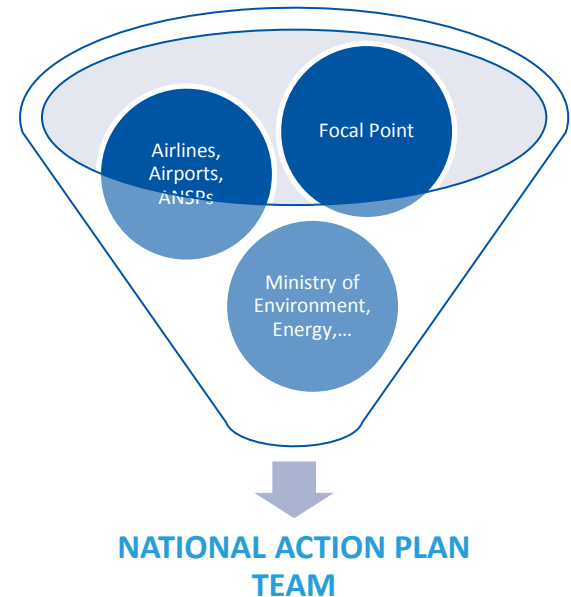 Focal Point
Airlines,
Airports,
ANSPs
Ministry of
Environment,
Energy,...
NATIONAL ACTION PLAN
TEAM